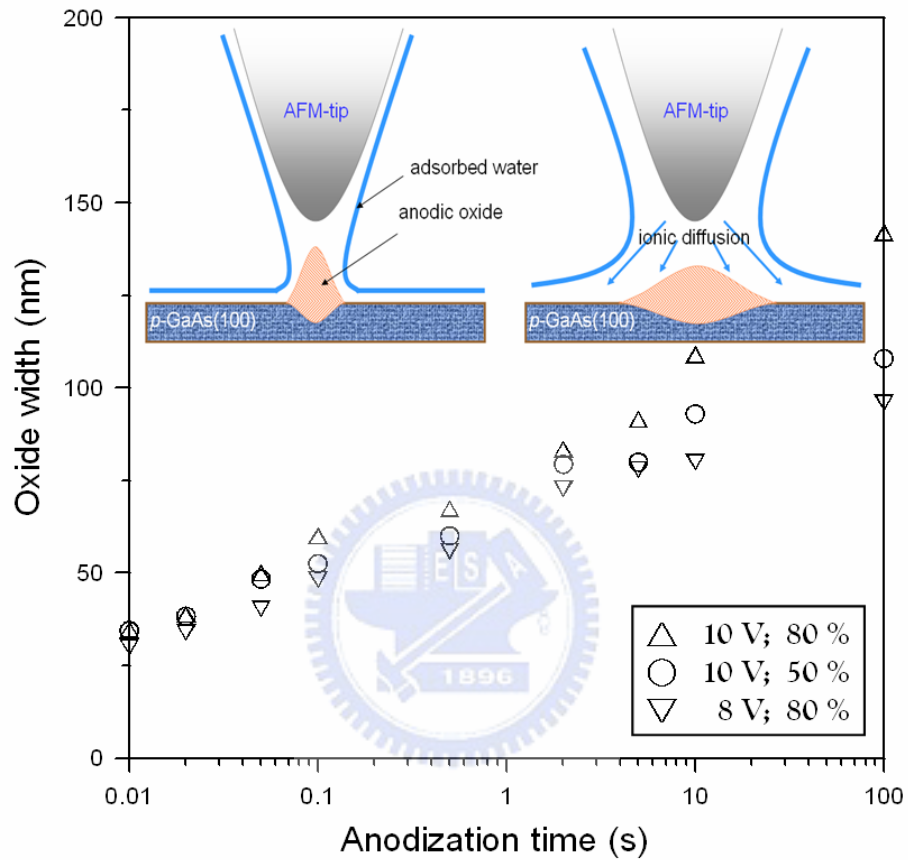 200
150
100
50
0
Oxide width (nm)
AFM-tip
adsorbed water
anodic oxide
p-GaAs(100)
AFM-tip
ionic diffusion
p-GaAs(100)
E S A
1896
10 V; 80 %
10 V; 50 %
8 V; 80 %
0.01
0.1
1
10
100
Anodization time (s)